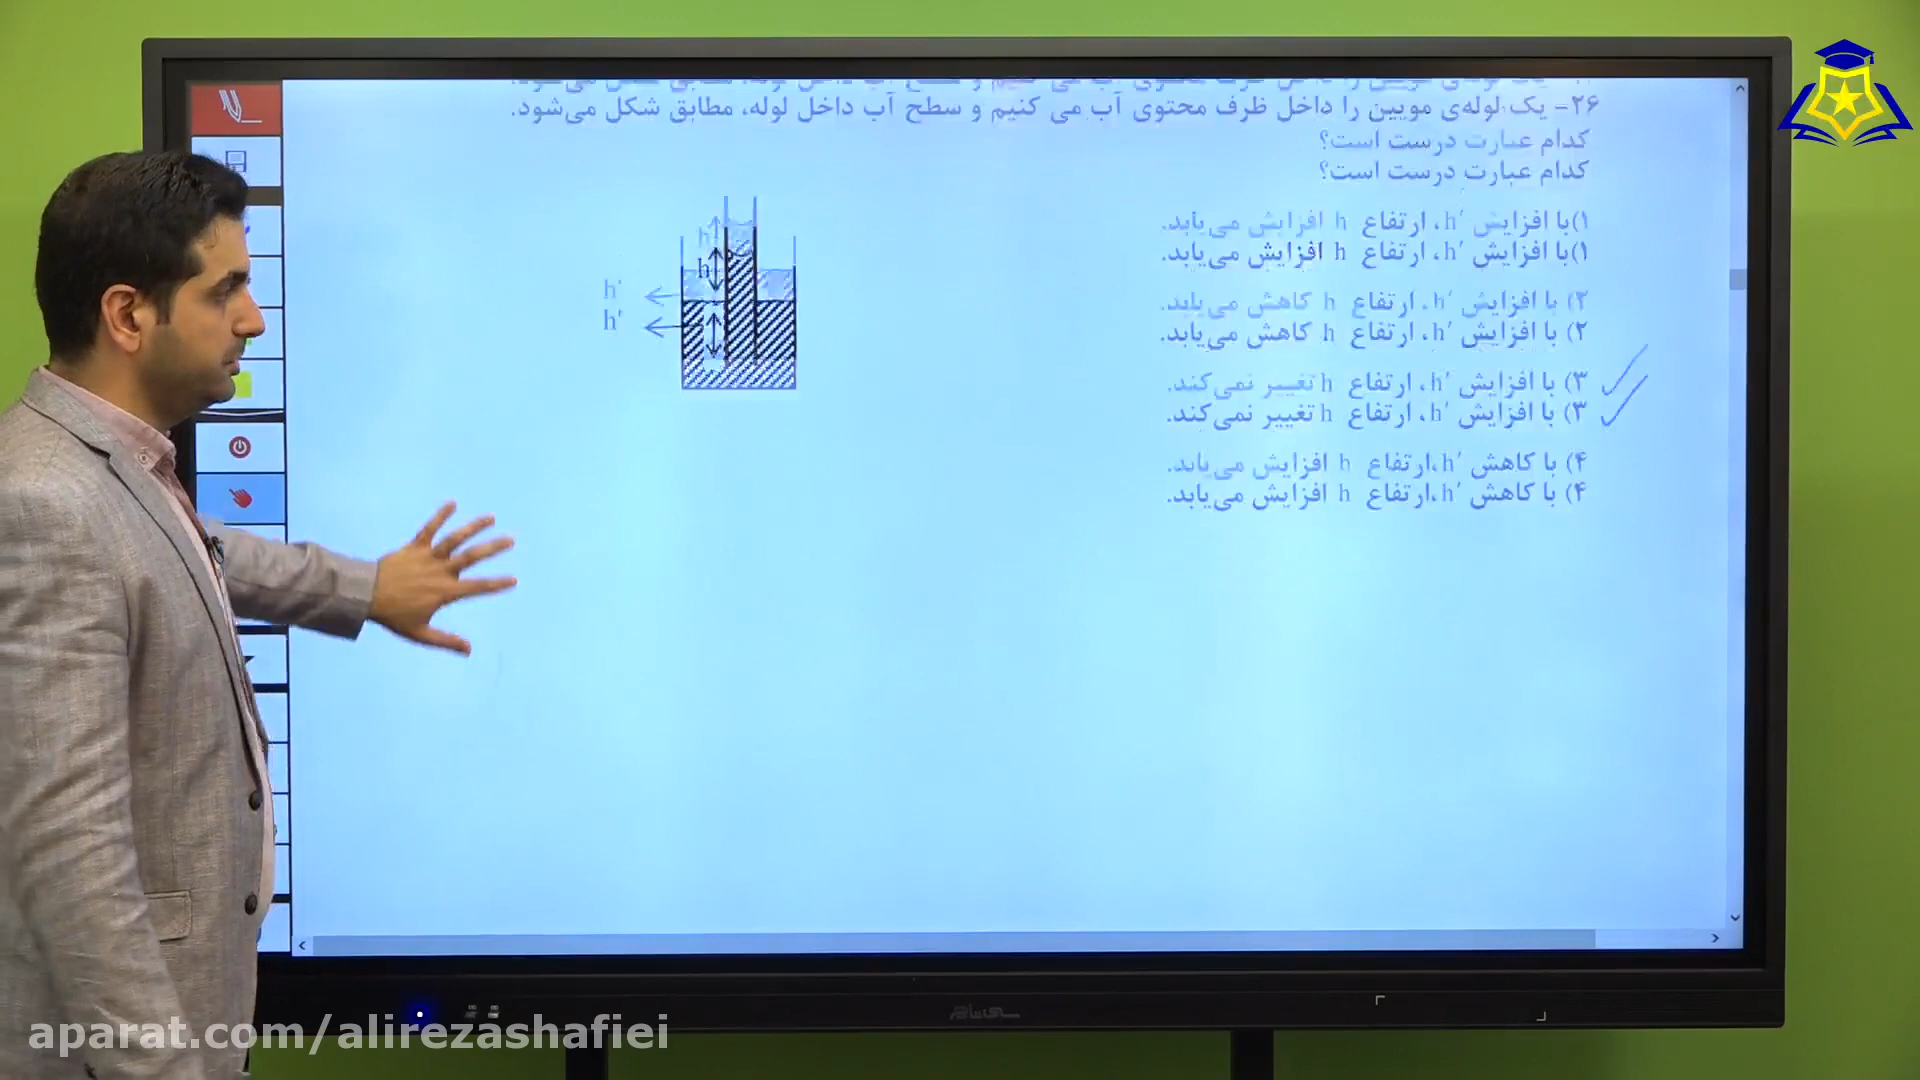 ۲۶- یک لوله‌ی مویین را داخل ظرف محتوی آب می کنیم و سطح آب داخل لوله، مطابق شکل می‌شود.
کدام عبارت درست است؟
کدام عبارت درست است؟
۱)با افزایش h′، ارتفاع h افزایش می‌یابد.
۱)با افزایش h′، ارتفاع h افزایش می‌یابد.
۲) با افزایش h′، ارتفاع h کاهش می‌یابد.
۲) با افزایش h′، ارتفاع h کاهش می‌یابد.
۳) با افزایش h′، ارتفاع h تغییر نمی‌کند.
۳) با افزایش h′، ارتفاع h تغییر نمی‌کند.
۴) با کاهش h′،ارتفاع h افزایش می‌یابد.
۴) با کاهش h′،ارتفاع h افزایش می‌یابد.
h
h
h′
h′
aparat.com/alirezashafiei